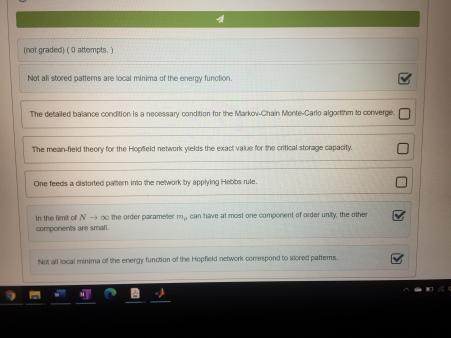 (not graded) ( 0 attempts. )
Not all stored patterns are local minima of the energy function.
The detailed balance condition is a necessary condition for the Markov-Chain Monte-Carlo algorithm to converge.
The mean-field theory for the Hopfield network yields the exact value for the critical storage capacity.
One feeds a distorted pattern into the network by applying Hebbs rule.
In the limit of N → ∞ the order parameter mμ can have at most one component of order unity, the other
components are small.
Not all local minima of the energy function of the Hopfield network correspond to stored patterns.